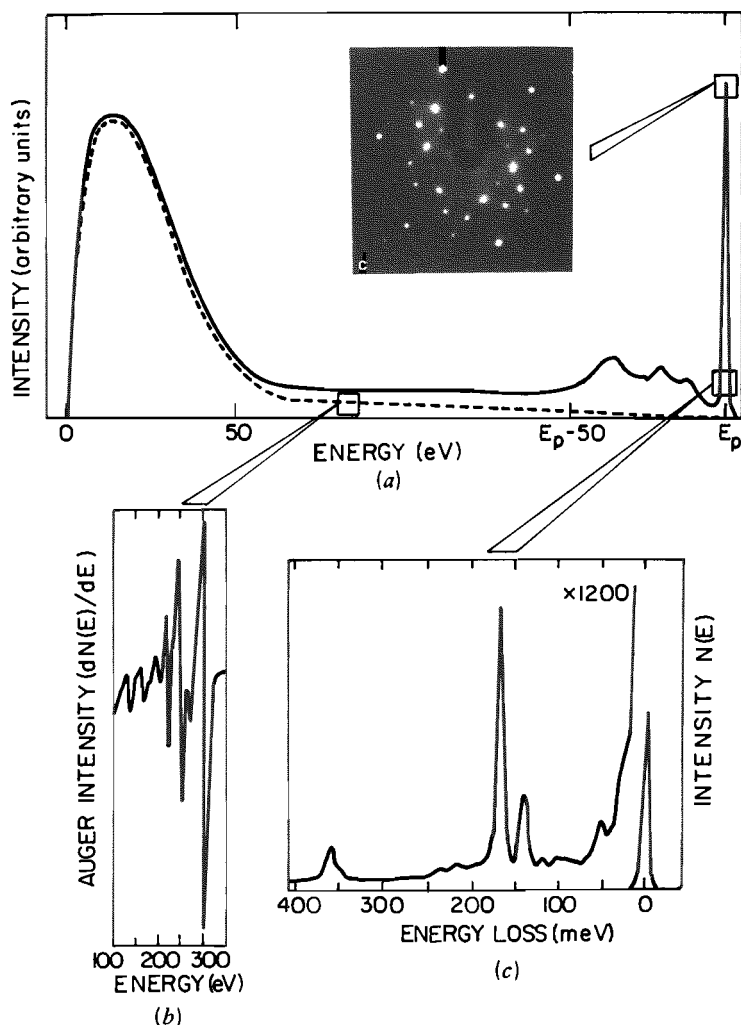 INTENSITY (arbitrary units)
c
0
50
Ep-50
Ep
ENERGY (eV)
(a)
AUGER INTENSITY (dN(E)/dE)
100
200
300
ENERGY(eV)
(b)
×1200
INTENSITY N(E)
400
300
200
100
0
ENERGY LOSS (meV)
(c)